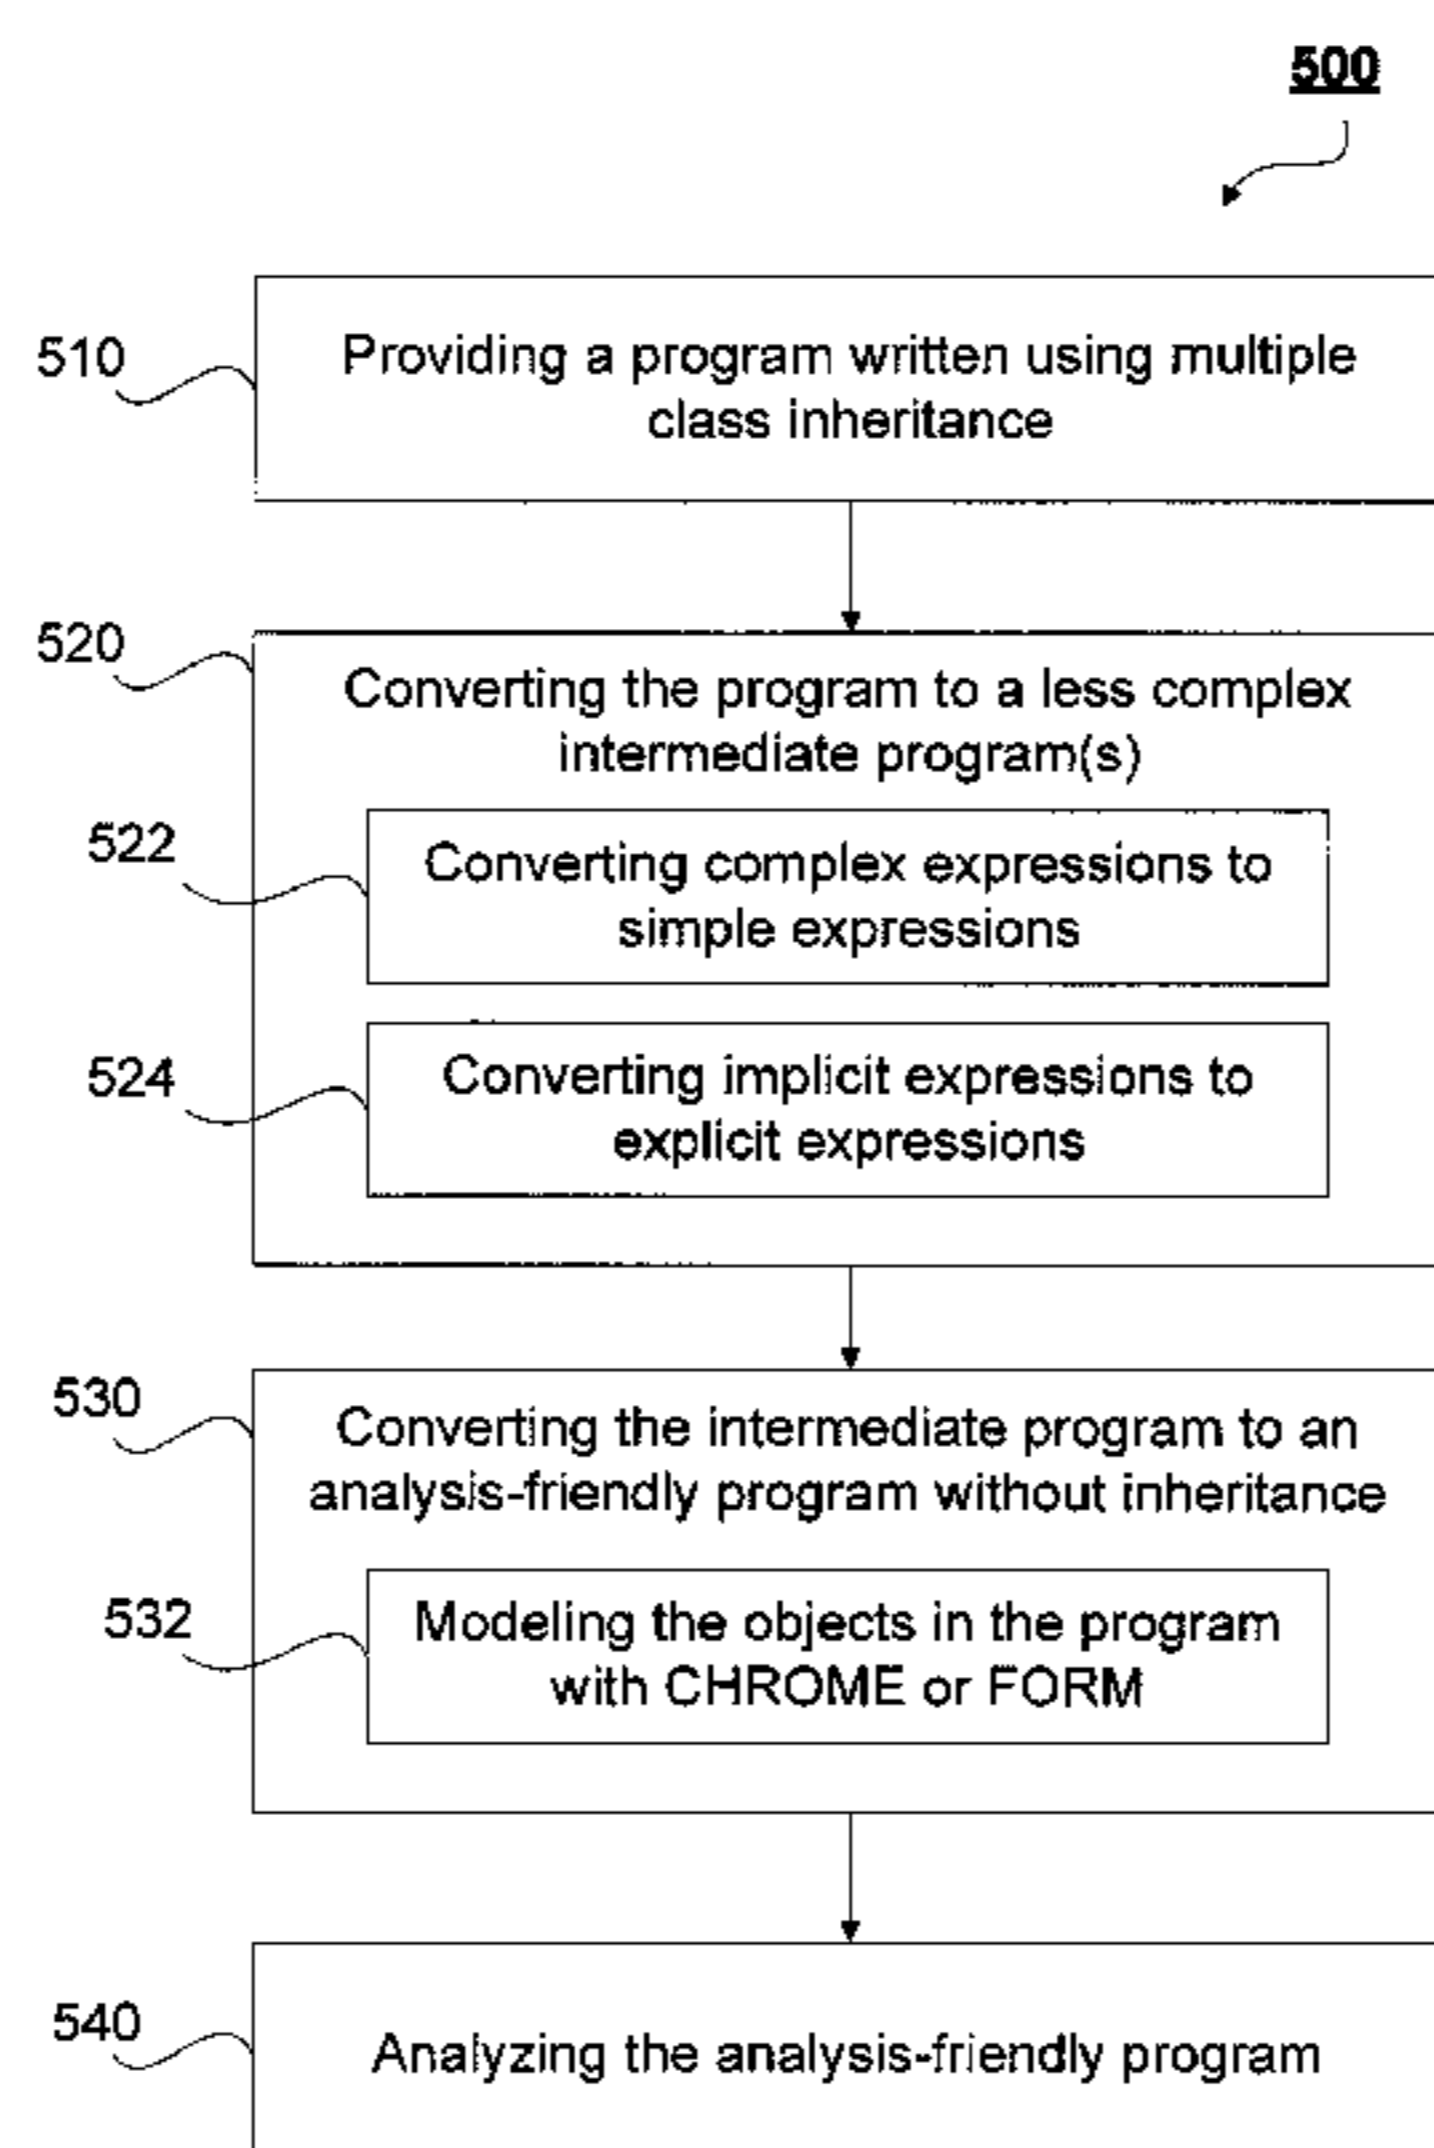 500
510
Providing a program written using multiple
class inheritance
520
Converting the program to a less complex
intermediate program(s)
522
Converting complex expressions to
simple expressions
524
Converting implicit expressions to
explicit expressions
530
Converting the intermediate program to an
analysis-friendly program without inheritance
532
Modeling the objects in the program
with CHROME or FORM
540
Analyzing the analysis-friendly program